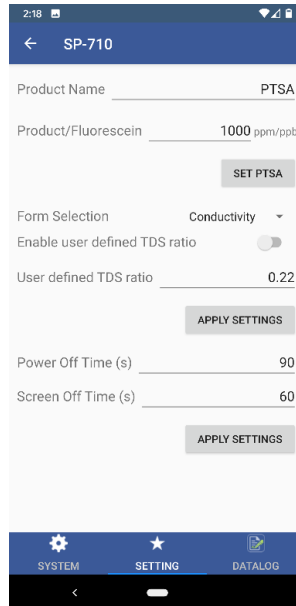 2:18
SP-710
Product Name PTSA
Product/Fluorescein 1000 ppm/ppb
SET PTSA
Form Selection Conductivity
Enable user defined TDS ratio
User defined TDS ratio 0.22
APPLY SETTINGS
Power Off Time (s) 90
Screen Off Time (s) 60
APPLY SETTINGS
SYSTEM SETTING DATALOG